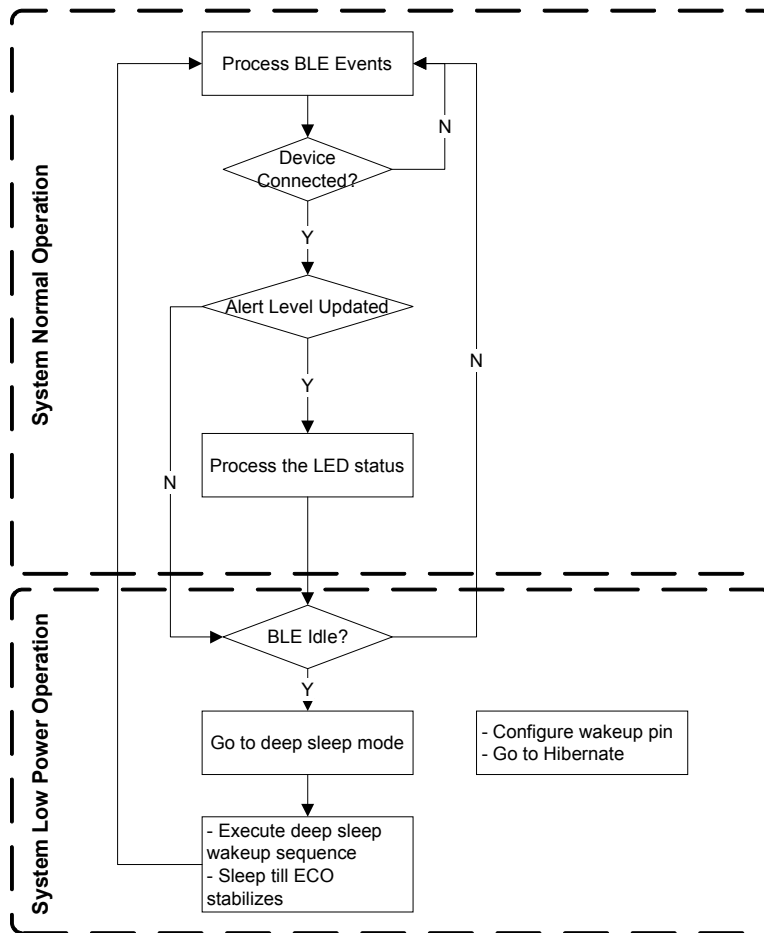 System Normal Operation
Process BLE Events
N
Device
Connected?
Y
Alert Level Updated
Y
N
N
Process the LED status
System Low Power Operation
BLE Idle?
Y
Go to deep sleep mode
- Configure wakeup pin
- Go to Hibernate
- Execute deep sleep
wakeup sequence
- Sleep till ECO
stabilizes